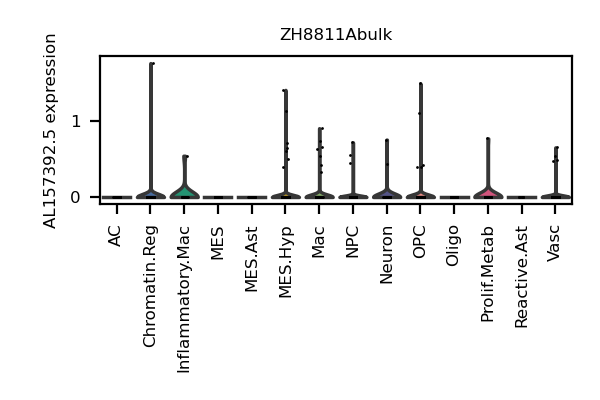 ZH8811Abulk
AL157392.5 expression
1
0
AC
Chromatin.Reg
Inflammatory.Mac
MES
MES.Ast
MES.Hyp
Mac
NPC
Neuron
OPC
Oligo
Prolif.Metab
Reactive.Ast
Vasc